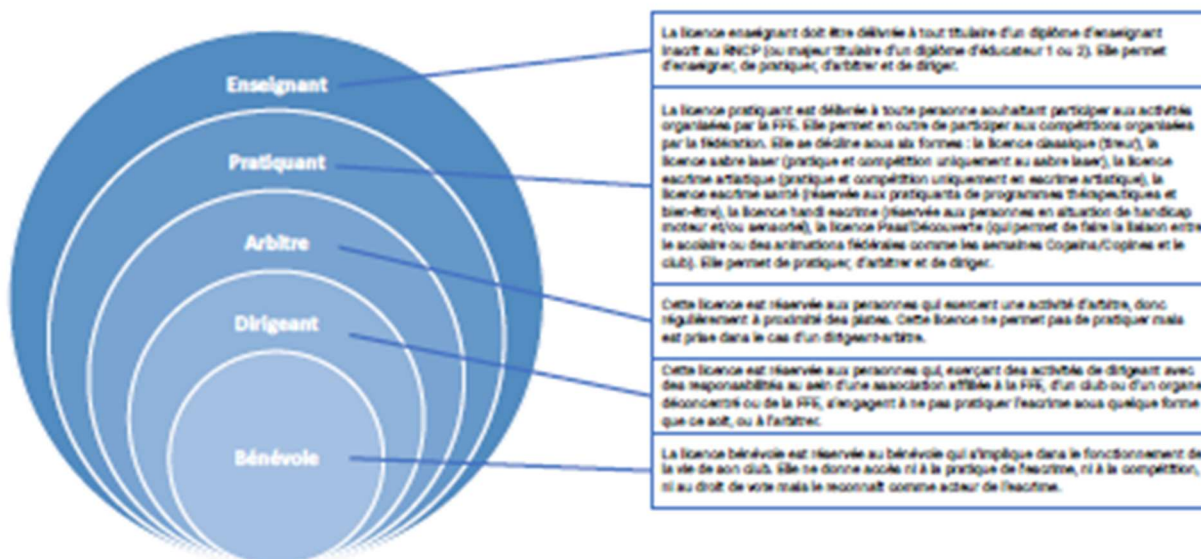 Enseignant
Pratiquant
Arbitre
Dirigeant
Bénévole
La licence enseignant doit être délivrée à tout titulaire d'un diplôme d'enseignant
inscrit au RNCP (ou majeur titulaire d'un diplôme d'éducateur 1 ou 2). Elle permet
d'enseigner, de pratiquer, d'arbitrer et de diriger.
La licence pratiquant est délivrée à toute personne souhaitant participer aux activités
organisées par la FFE. Elle permet en outre de participer aux compétitions organisées
par la fédération. Elle se décline sous six formes : la licence classique (tireur), la
licence sabre laser (pratique et compétition uniquement au sabre laser), la licence
escrime artistique (pratique et compétition uniquement en escrime artistique), la
licence escrime santé (réservée aux pratiquants de programmes thérapeutiques et
bien-être), la licence handi escrime (réservée aux personnes en situation de handicap
moteur et/ou sensoriel), la licence Pass'Découverte (qui permet de faire la liaison entre
le scolaire ou des animations fédérales comme les semaines Copains/Copines et le
club). Elle permet de pratiquer, d'arbitrer et de diriger.
Cette licence est réservée aux personnes qui exercent une activité d'arbitre, donc
régulièrement à proximité des pistes. Cette licence ne permet pas de pratiquer mais
est prise dans le cas d'un dirigeant-arbitre.
Cette licence est réservée aux personnes qui, exerçant des activités de dirigeant avec
des responsabilités au sein d'une association affiliée à la FFE, d'un club ou d'un organe
déconcentré ou de la FFE, s'engagent à ne pas pratiquer l'escrime sous quelque forme
que ce soit, ou à l'arbitrer.
La licence bénévole est réservée au bénévole qui s'implique dans le fonctionnement de
la vie de son club. Elle ne donne accès ni à la pratique de l'escrime, ni à la compétition,
ni au droit de vote mais le reconnaît comme acteur de l'escrime.